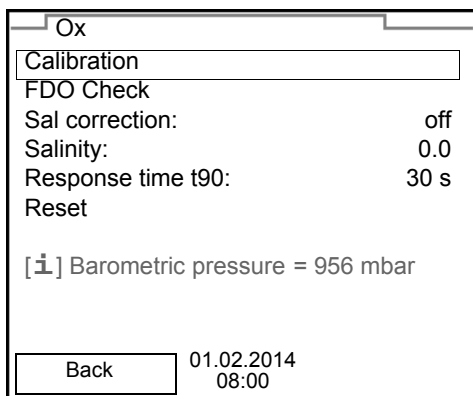 Ox
Calibration
FDO Check
Sal correction: off
Salinity: 0.0
Response time t90: 30 s
Reset
[i] Barometric pressure = 956 mbar
Back
01.02.2014
08:00